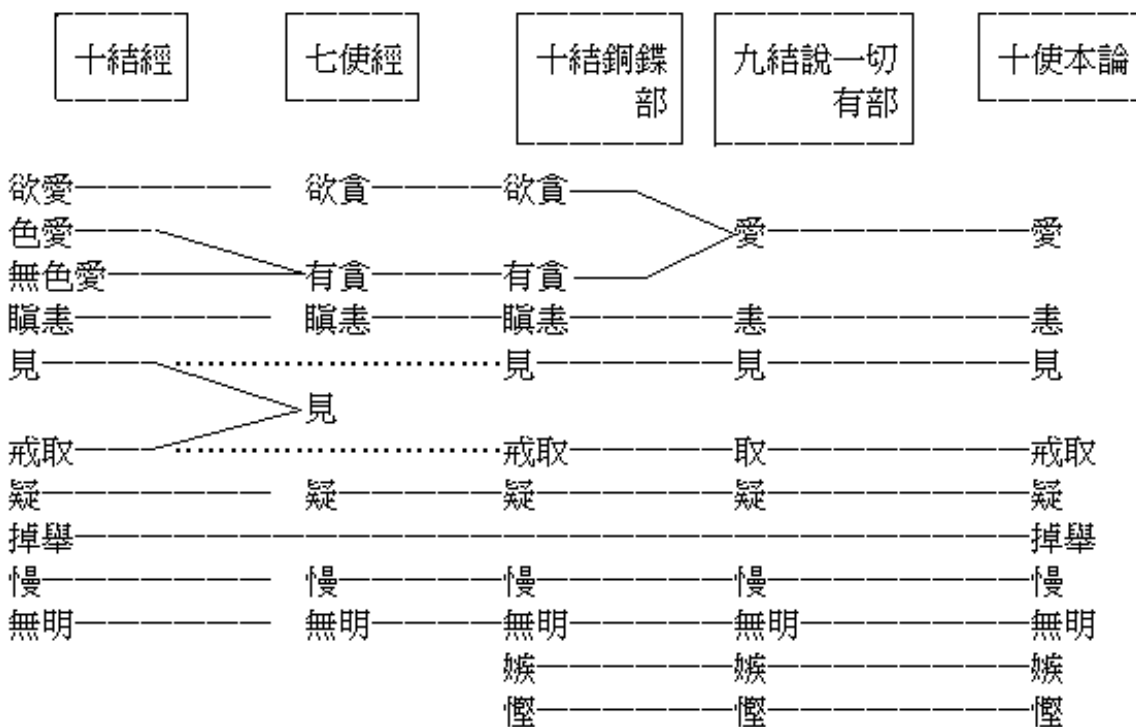 十結經 七使經 十結銅鍱部 九結說一切有部 十使本論
欲愛 欲貪 欲貪
色愛 愛 愛
無色愛 有貪 有貪
瞋恚 瞋恚 瞋恚 恚 恚
見 見 見 見
見
戒取 戒取 取 戒取
疑 疑 疑 疑 疑
掉舉 掉舉
慢 慢 慢 慢 慢
無明 無明 無明 無明 無明
嫉 嫉 嫉
慳 慳 慳